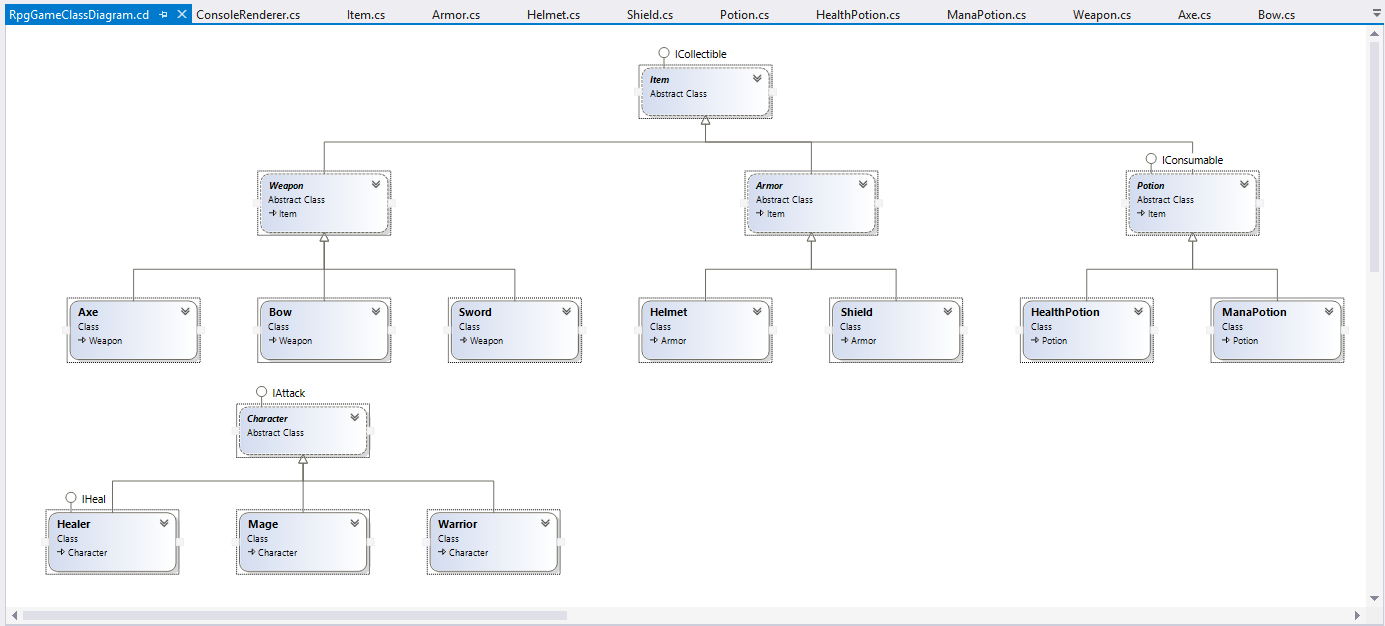 RpgGameClassDiagram.cd ConsoleRenderer.cs Item.cs Armor.cs Helmet.cs Shield.cs Potion.cs HealthPotion.cs ManaPotion.cs Weapon.cs Axe.cs Bow.cs
ICollectible
Item
Abstract Class
IConsumable
Weapon
Abstract Class
Item
Armor
Abstract Class
Item
Potion
Abstract Class
Item
Axe
Class
Weapon
Bow
Class
Weapon
Sword
Class
Weapon
Helmet
Class
Armor
Shield
Class
Armor
HealthPotion
Class
Potion
ManaPotion
Class
Potion
IAttack
Character
Abstract Class
IHeal
Healer
Class
Character
Mage
Class
Character
Warrior
Class
Character